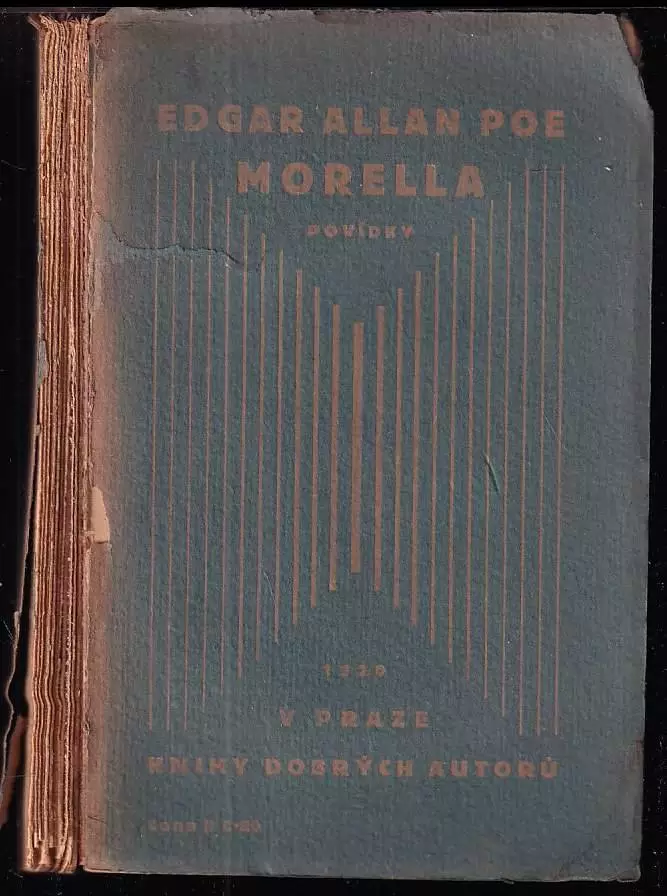 EDGAR ALLAN POE
MORELLA
POVÍDKY
V PRAZE
KNIHY DOBRÝCH AUTORŮ